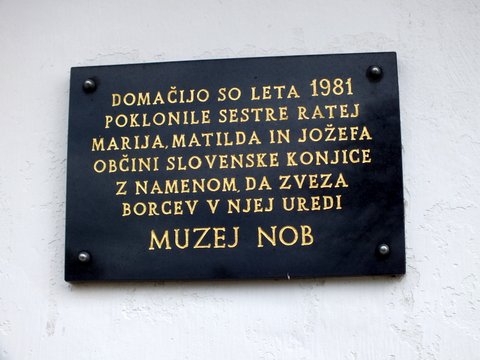 DOMAČIJO SO LETA 1981
POKLONILE SESTRE RATEJ
MARIJA, MATILDA IN JOŽEFA
OBČINI SLOVENSKE KONJICE
Z NAMENOM, DA ZVEZA
BORCEV V NJEJ UREDI
MUZEJ NOB